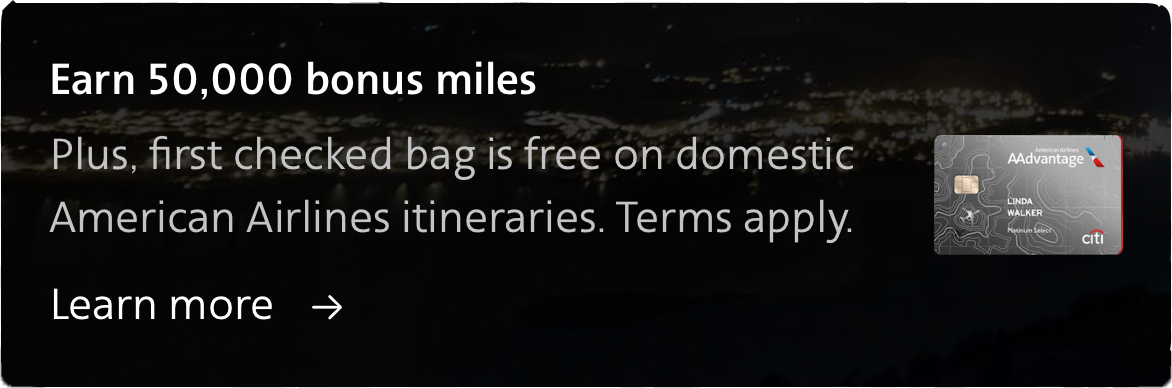 Earn 50,000 bonus miles
Plus, first checked bag is free on domestic
American Airlines itineraries. Terms apply.
Learn more →
American Airlines
AAdvantage
LINDA
WALKER
Platinum Select
citi